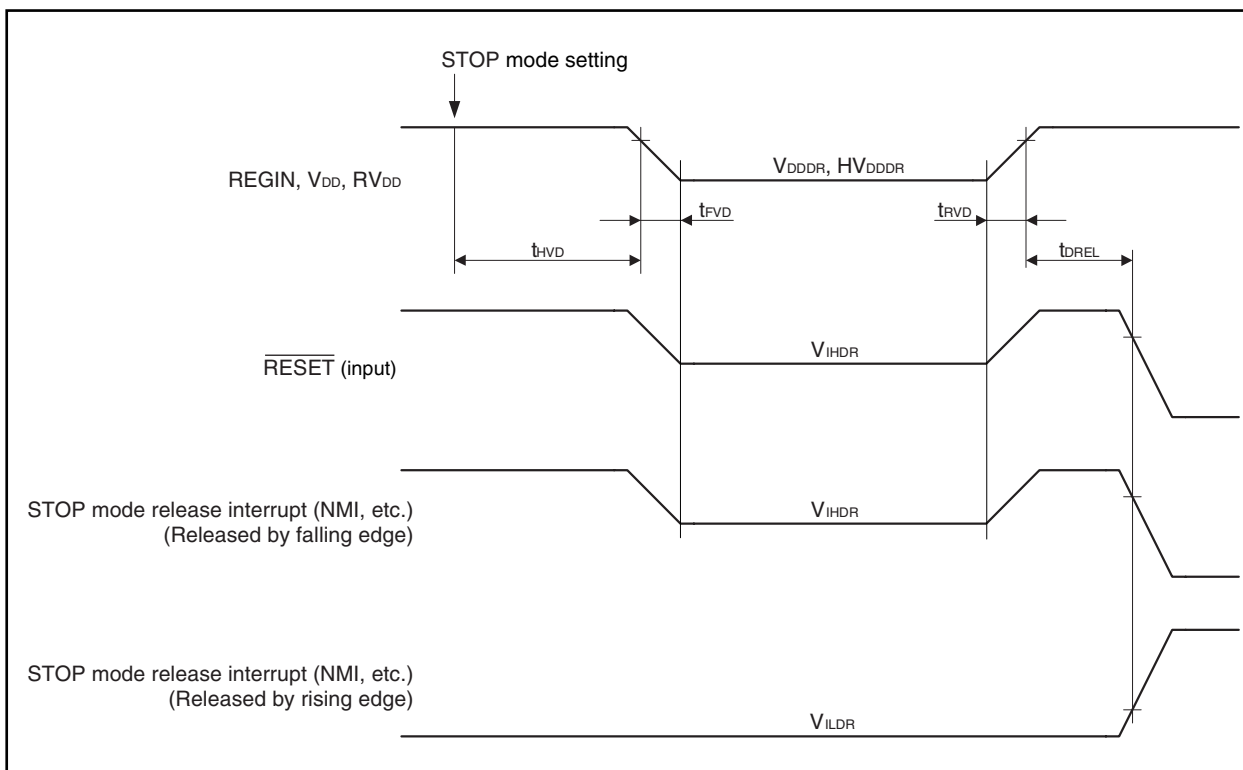 STOP mode setting
REGIN, VDD, RVDD
VDDDR, HVDDDR
tFVD
tRVD
tHVD
tDREL
RESET (input)
VIHDR
STOP mode release interrupt (NMI, etc.)
(Released by falling edge)
VIHDR
STOP mode release interrupt (NMI, etc.)
(Released by rising edge)
VILDR